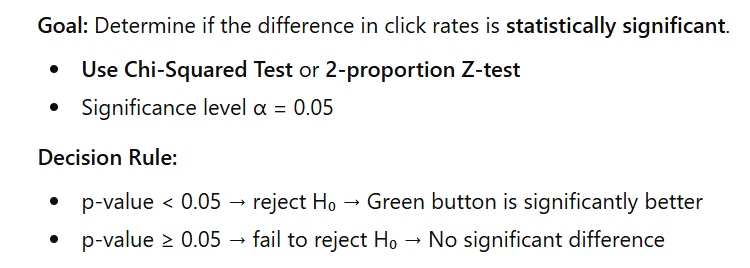 Goal: Determine if the difference in click rates is statistically significant.
• Use Chi-Squared Test or 2-proportion Z-test
• Significance level α = 0.05
Decision Rule:
• p-value < 0.05 → reject H₀ → Green button is significantly better
• p-value ≥ 0.05 → fail to reject H₀ → No significant difference